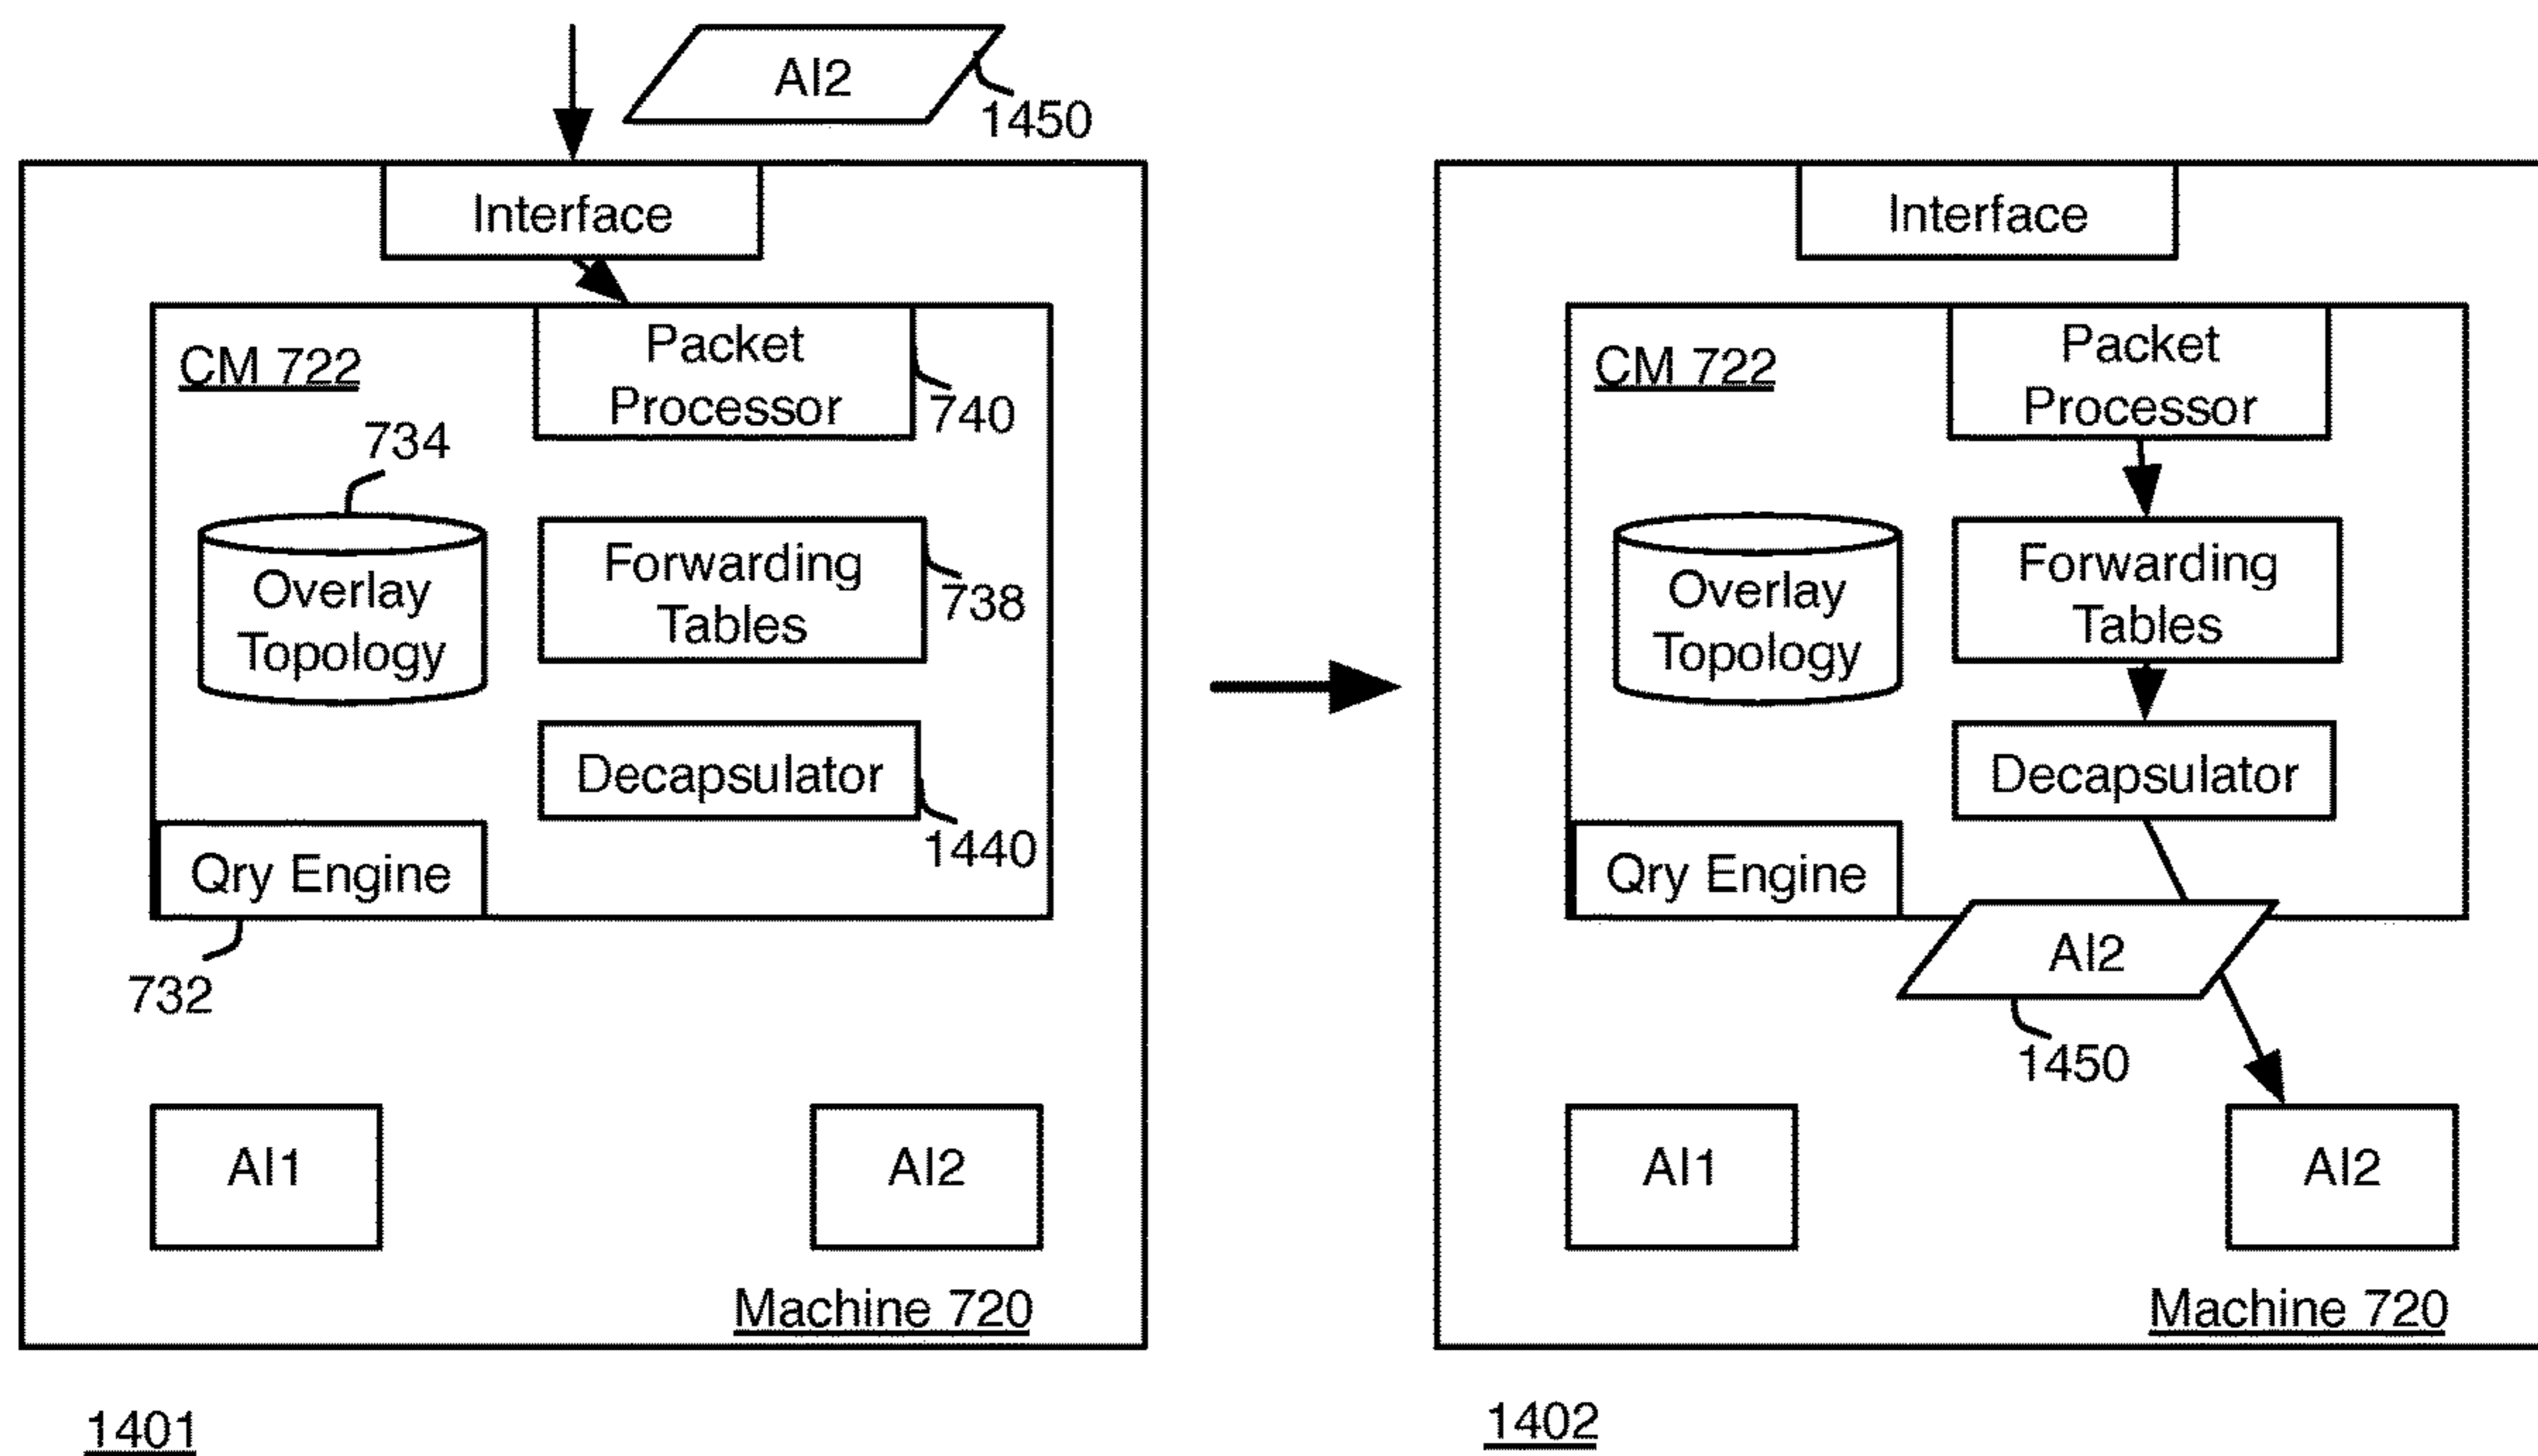 AI2
1450
Interface
CM 722
Packet
Processor
740
734
Overlay
Topology
Forwarding
Tables
738
Decapsulator
1440
Qry Engine
732
AI1
AI2
Machine 720
1401
Interface
CM 722
Packet
Processor
Overlay
Topology
Forwarding
Tables
Decapsulator
Qry Engine
AI2
1450
AI1
AI2
Machine 720
1402